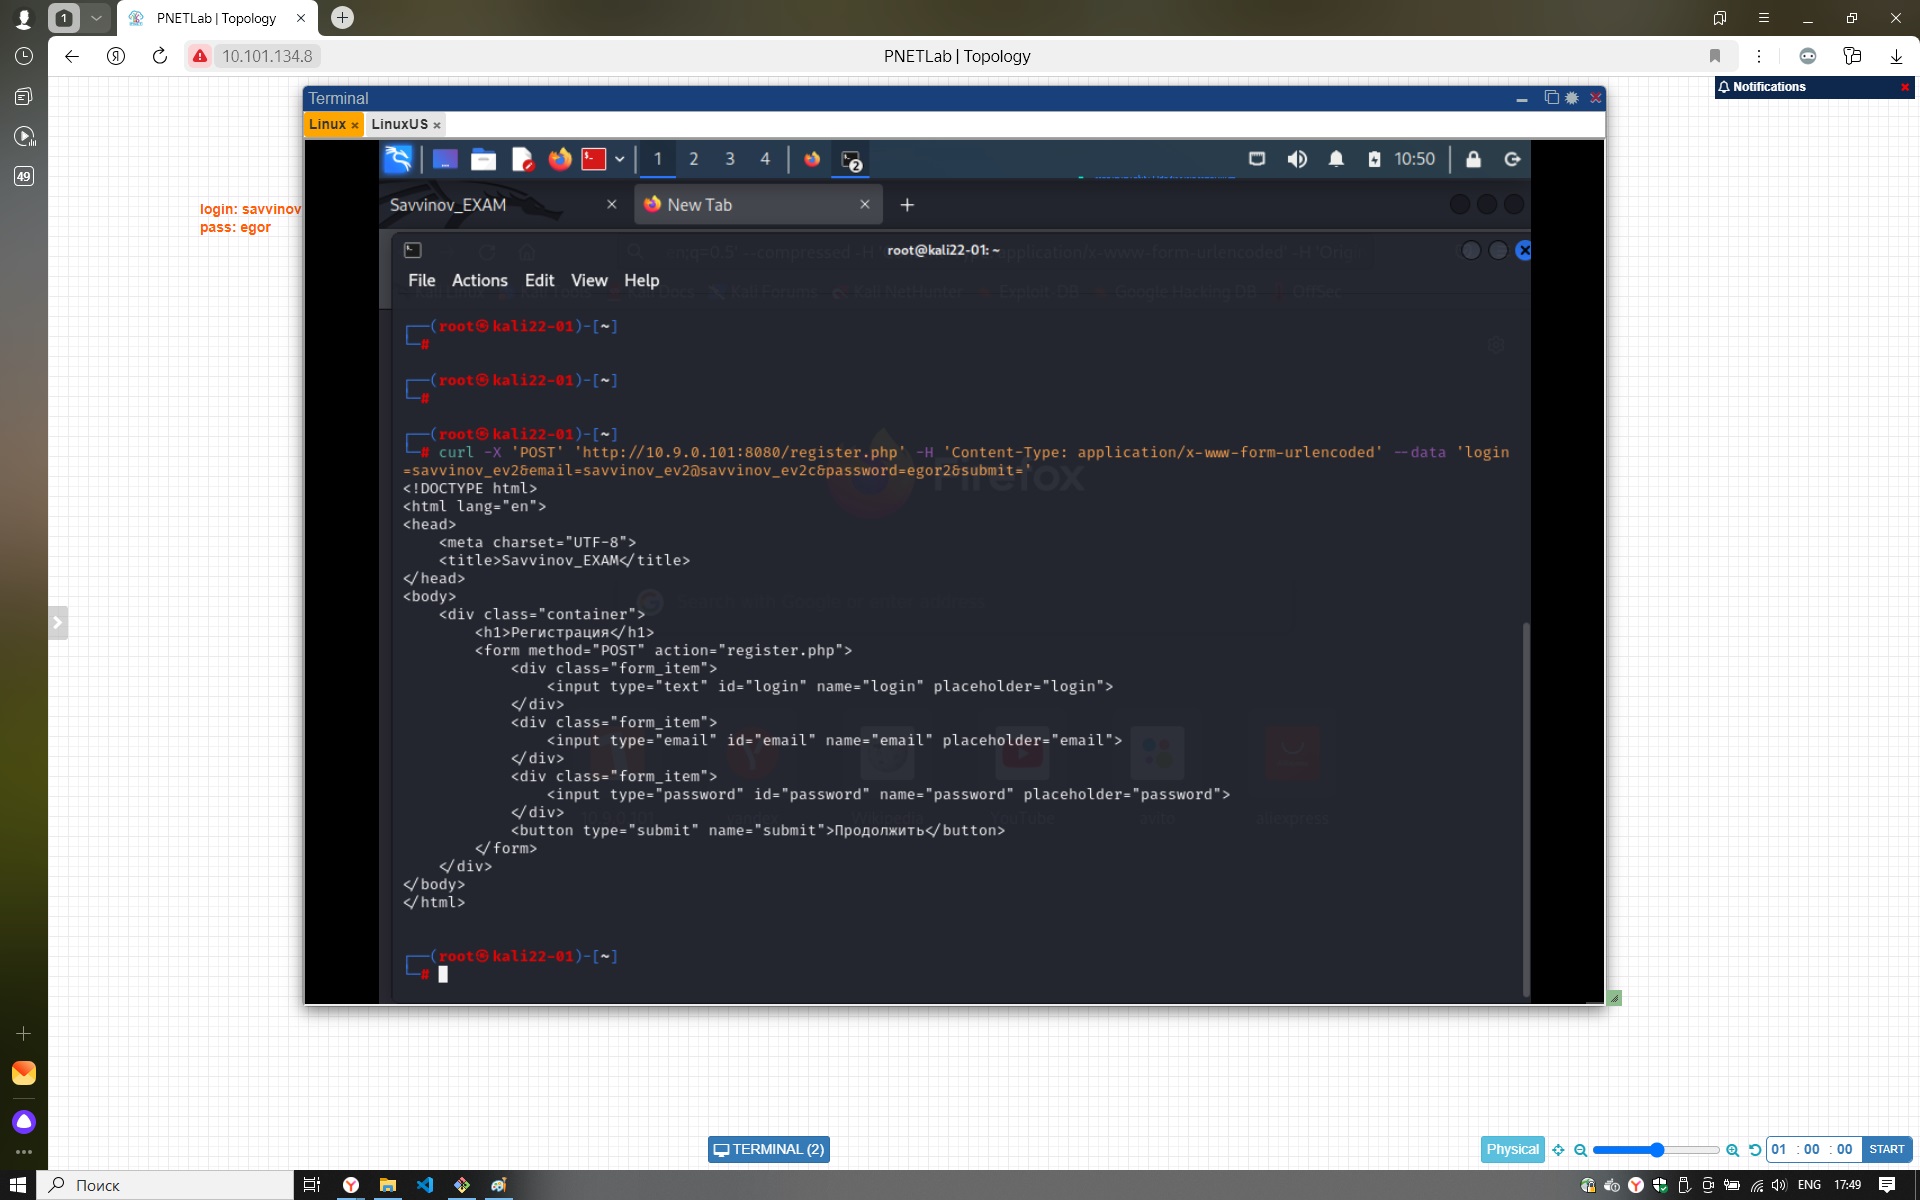 1
PNETLab | Topology
10.101.134.8
PNETLab | Topology
49
Notifications
Terminal
Linux
LinuxUS
login: savvinov
pass: egor
1 2 3 4
2
10:50
Savvinov_EXAM
New Tab
root@kali22-01: ~
File Actions Edit View Help
(root㉿kali22-01)-[~]
#
(root㉿kali22-01)-[~]
#
(root㉿kali22-01)-[~]
# curl -X 'POST' 'http://10.9.0.101:8080/register.php' -H 'Content-Type: application/x-www-form-urlencoded' --data 'login
=savvinov_ev2&email=savvinov_ev2@savvinov_ev2c&password=egor2&submit='
<!DOCTYPE html>
<html lang="en">
<head>
<meta charset="UTF-8">
<title>Savvinov_EXAM</title>
</head>
<body>
<div class="container">
<h1>Регистрация</h1>
<form method="POST" action="register.php">
<div class="form_item">
<input type="text" id="login" name="login" placeholder="login">
</div>
<div class="form_item">
<input type="email" id="email" name="email" placeholder="email">
</div>
<div class="form_item">
<input type="password" id="password" name="password" placeholder="password">
</div>
<button type="submit" name="submit">Продолжить</button>
</form>
</div>
</body>
</html>
(root㉿kali22-01)-[~]
#
TERMINAL (2)
Physical
01 : 00 : 00
START
Поиск
ENG
17:49